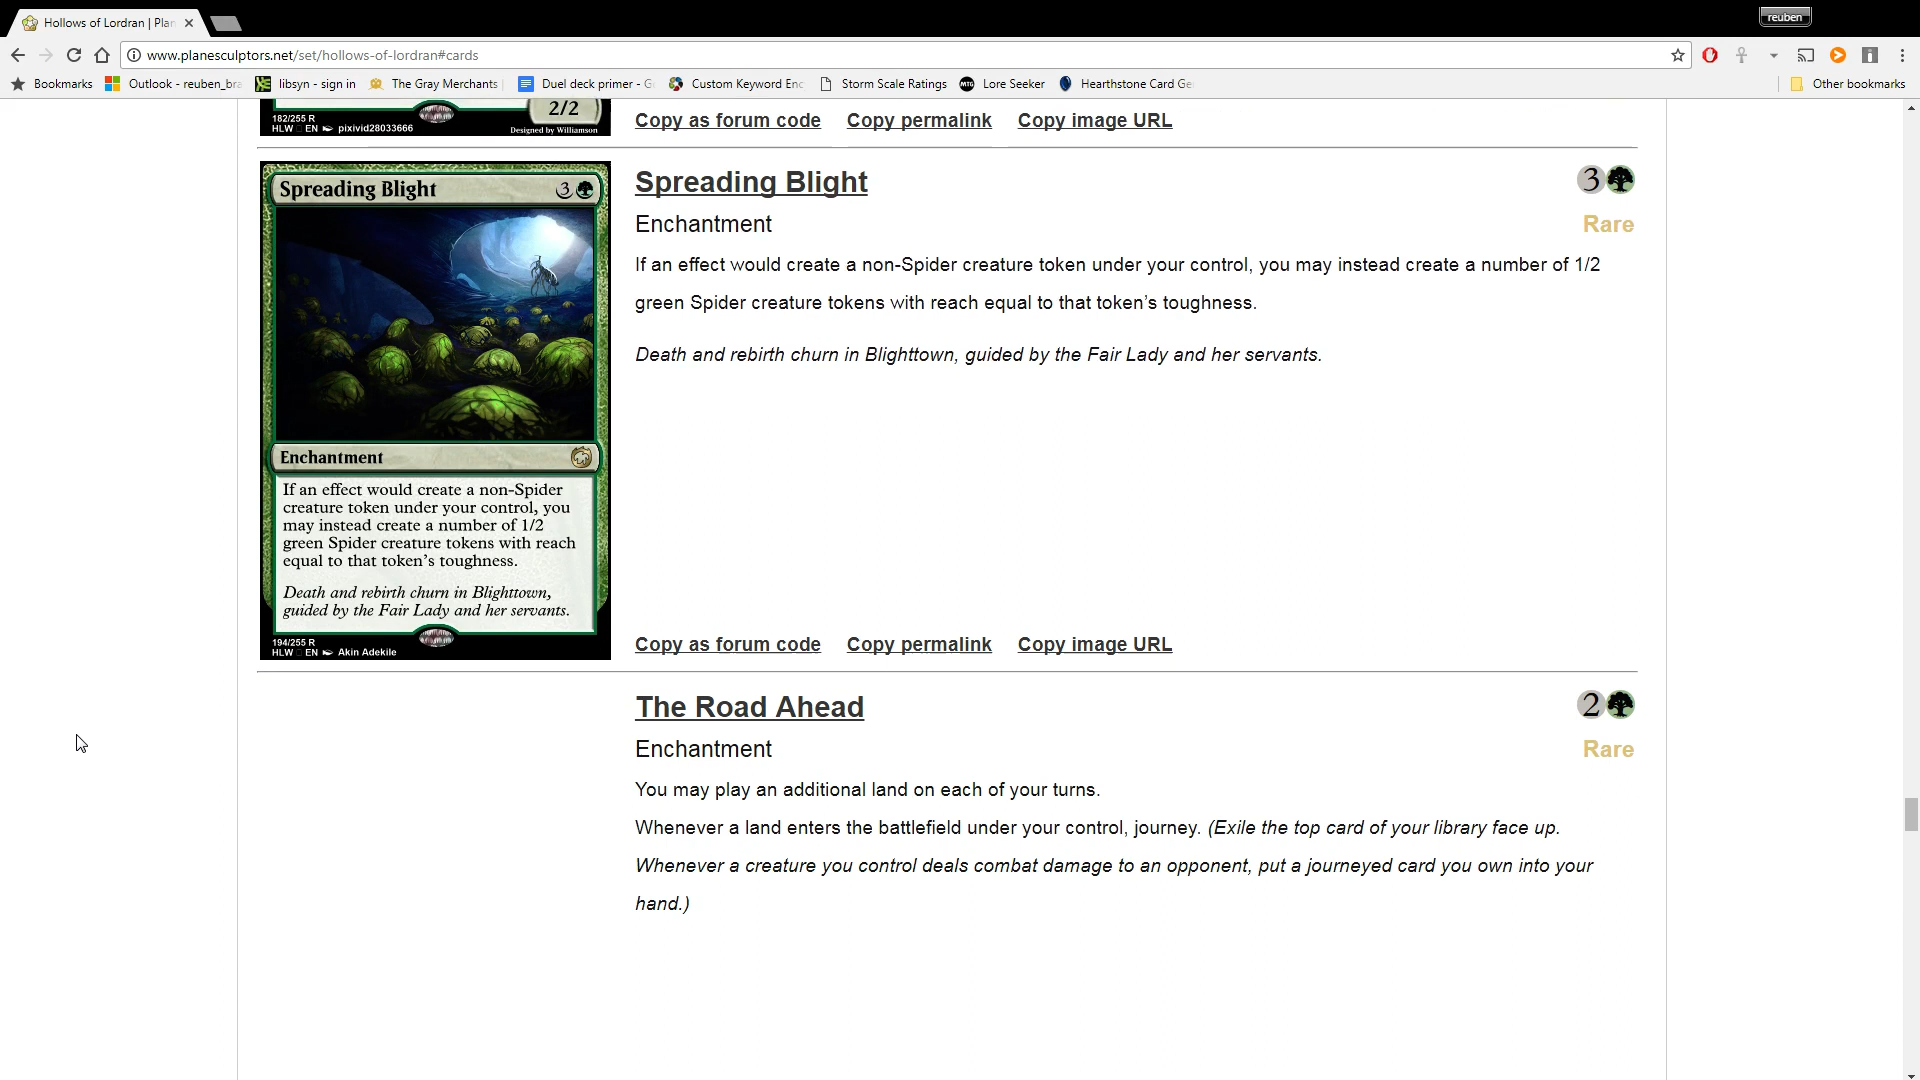 Hollows of Lordran | Plan
reuben
www.planesculptors.net/set/hollows-of-lordran#cards
Bookmarks
Outlook - reuben_bra
libsyn - sign in
The Gray Merchants
Duel deck primer - G
Custom Keyword Enc
Storm Scale Ratings
Lore Seeker
Hearthstone Card Ge
Other bookmarks
2/2
182/255 R
HLW EN pixivid28033666
Designed by Williamson
Copy as forum code Copy permalink Copy image URL
Spreading Blight 3
Enchantment
If an effect would create a non-Spider
creature token under your control, you
may instead create a number of 1/2
green Spider creature tokens with reach
equal to that token's toughness.
Death and rebirth churn in Blighttown,
guided by the Fair Lady and her servants.
194/255 R
HLW EN Akin Adekile
Spreading Blight 3
Enchantment Rare
If an effect would create a non-Spider creature token under your control, you may instead create a number of 1/2
green Spider creature tokens with reach equal to that token's toughness.
Death and rebirth churn in Blighttown, guided by the Fair Lady and her servants.
Copy as forum code Copy permalink Copy image URL
The Road Ahead 2
Enchantment Rare
You may play an additional land on each of your turns.
Whenever a land enters the battlefield under your control, journey. (Exile the top card of your library face up.
Whenever a creature you control deals combat damage to an opponent, put a journeyed card you own into your
hand.)